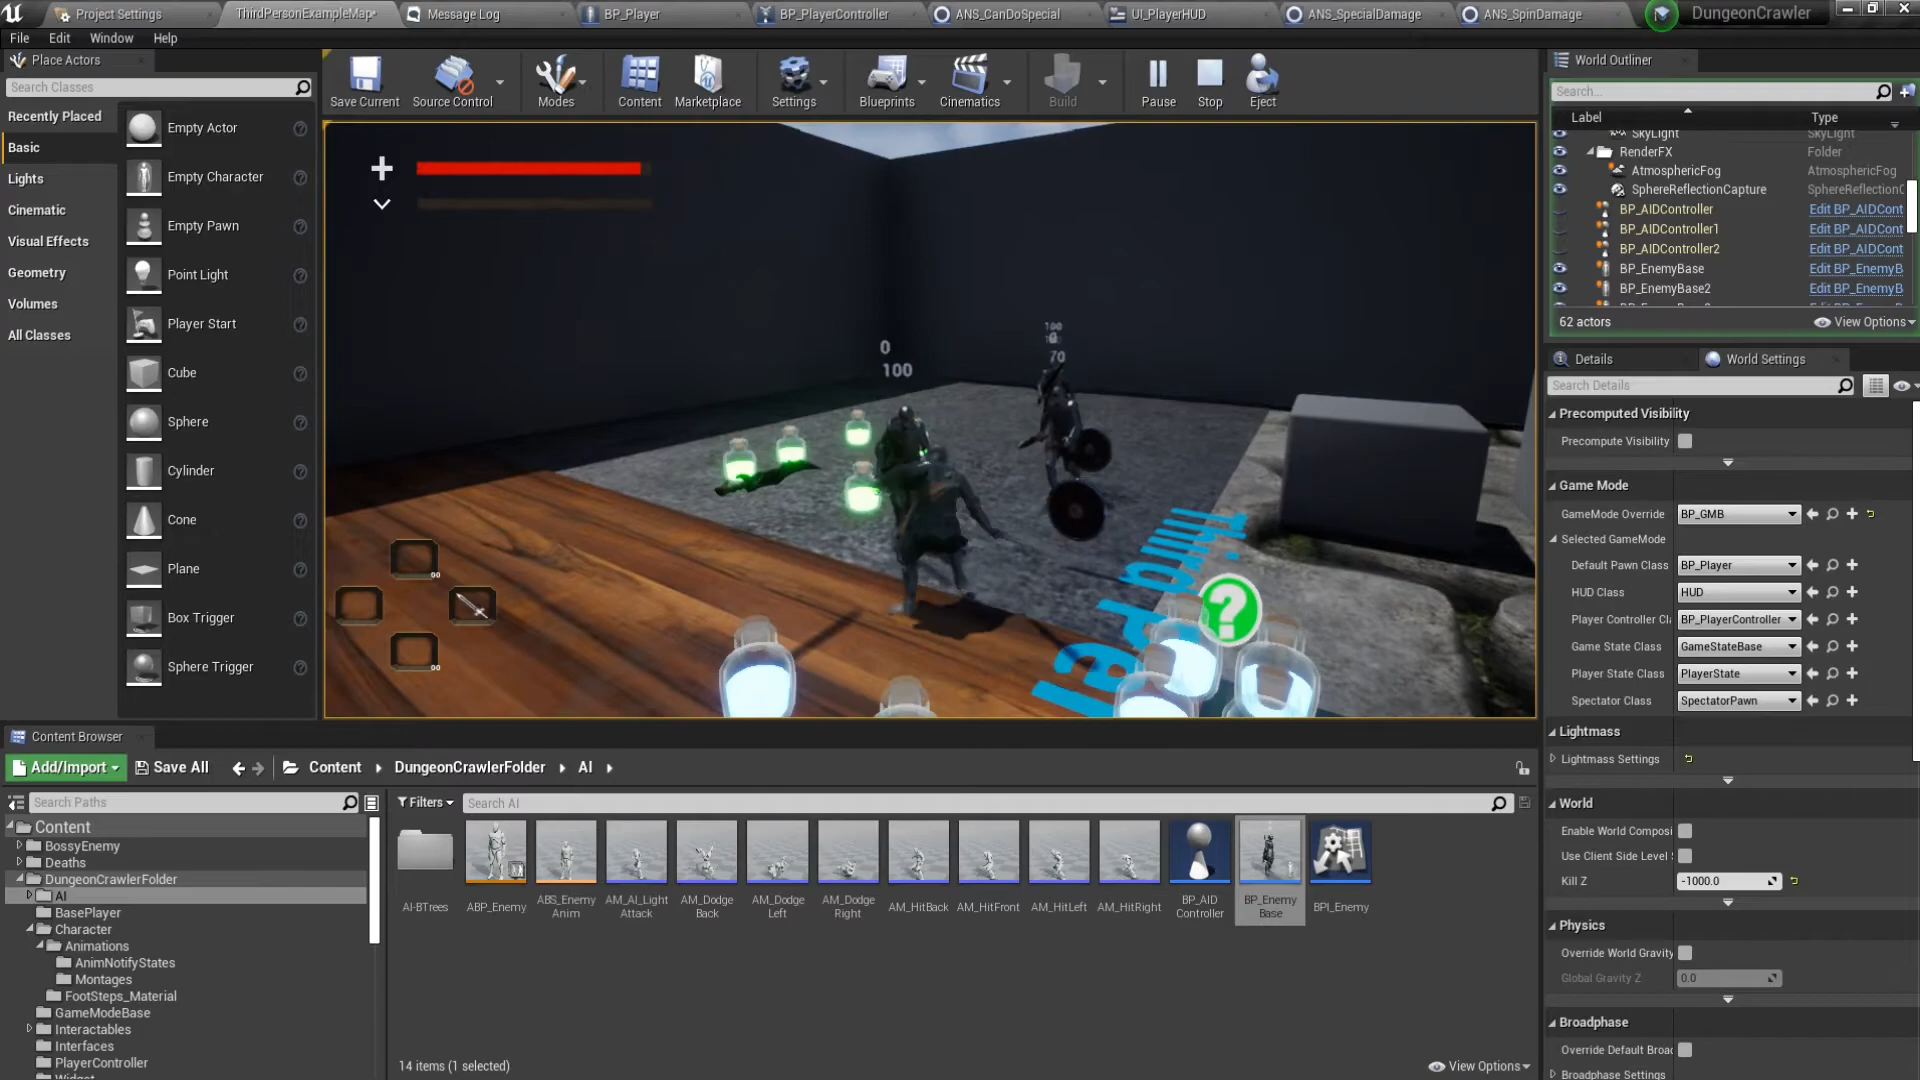 Project Settings
ThirdPersonExampleMap*
Message Log
BP_Player
BP_PlayerController
ANS_CanDoSpecial
UI_PlayerHUD
ANS_SpecialDamage
ANS_SpinDamage
DungeonCrawler
File
Edit
Window
Help
Place Actors
Search Classes
Recently Placed
Basic
Lights
Cinematic
Visual Effects
Geometry
Volumes
All Classes
Empty Actor
Empty Character
Empty Pawn
Point Light
Player Start
Cube
Sphere
Cylinder
Cone
Plane
Box Trigger
Sphere Trigger
Save Current
Source Control
Modes
Content
Marketplace
Settings
Blueprints
Cinematics
Build
Pause
Stop
Eject
0
100
100
0
70
∞
∞
?
World Outliner
Search...
Label
Type
SkyLight
SkyLight
RenderFX
Folder
AtmosphericFog
AtmosphericFog
SphereReflectionCapture
SphereReflectionC
BP_AIDController
Edit BP_AIDCont
BP_AIDController1
Edit BP_AIDCont
BP_AIDController2
Edit BP_AIDCont
BP_EnemyBase
Edit BP_EnemyB
BP_EnemyBase2
Edit BP_EnemyB
62 actors
View Options
Details
World Settings
Search Details
Precomputed Visibility
Precompute Visibility
Game Mode
GameMode Override
BP_GMB
Selected GameMode
Default Pawn Class
BP_Player
HUD Class
HUD
Player Controller Cl
BP_PlayerController
Game State Class
GameStateBase
Player State Class
PlayerState
Spectator Class
SpectatorPawn
Lightmass
Lightmass Settings
World
Enable World Composi
Use Client Side Level
Kill Z
-1000.0
Physics
Override World Gravity
Global Gravity Z
0.0
Broadphase
Override Default Broad
Broadphase Settings
Content Browser
Add/Import
Save All
Content
DungeonCrawlerFolder
AI
Search Paths
Filters
Search AI
Content
BossyEnemy
Deaths
DungeonCrawlerFolder
AI
BasePlayer
Character
Animations
AnimNotifyStates
Montages
FootSteps_Material
GameModeBase
Interactables
Interfaces
PlayerController
AI-BTrees
ABP_Enemy
ABS_Enemy
Anim
AM_AI_Light
Attack
AM_Dodge
Back
AM_Dodge
Left
AM_Dodge
Right
AM_HitBack
AM_HitFront
AM_HitLeft
AM_HitRight
BP_AID
Controller
BP_Enemy
Base
BPI_Enemy
14 items (1 selected)
View Options